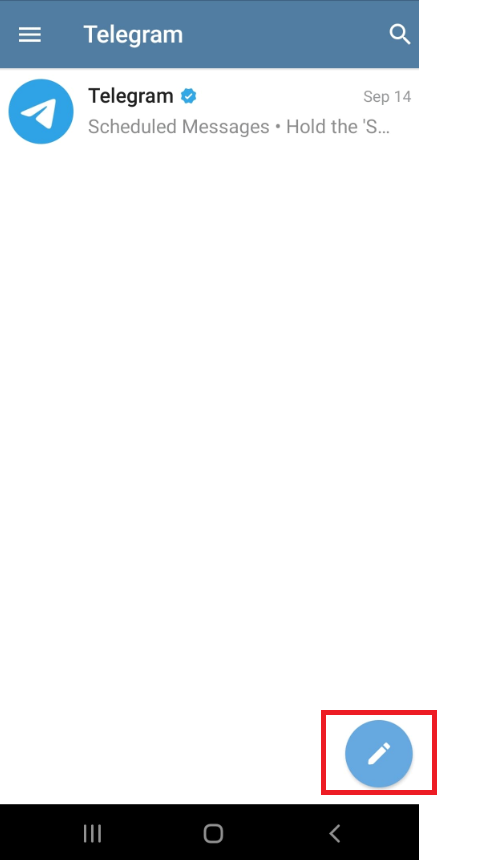 Telegram
Telegram
Sep 14
Scheduled Messages • Hold the 'S...